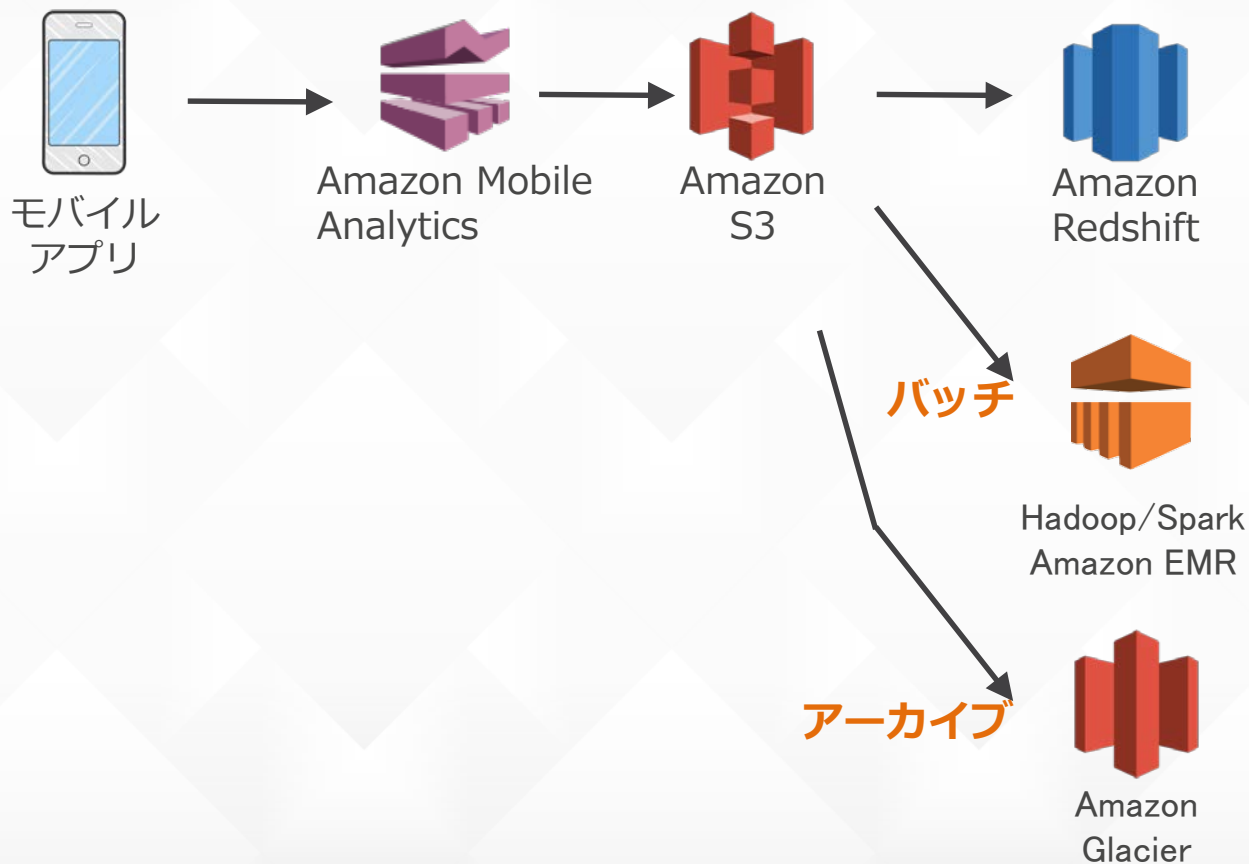 モバイル
アプリ
Amazon Mobile
Analytics
Amazon
S3
Amazon
Redshift
バッチ
Hadoop/Spark
Amazon EMR
アーカイブ
Amazon
Glacier